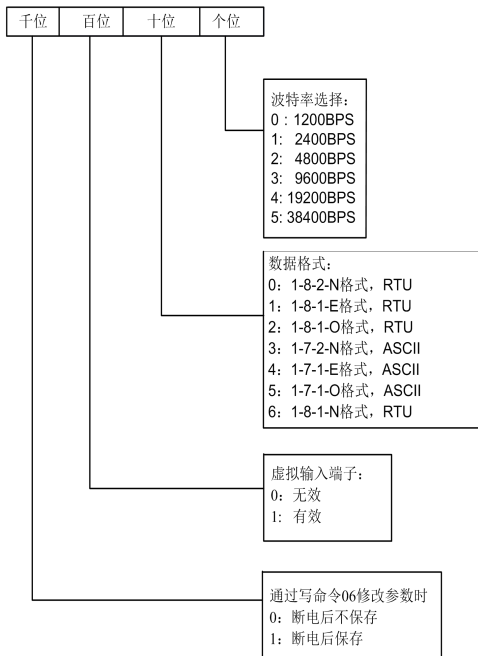 千位 百位 十位 个位
波特率选择：
0：1200BPS
1: 2400BPS
2: 4800BPS
3: 9600BPS
4: 19200BPS
5: 38400BPS
数据格式：
0：1-8-2-N格式，RTU
1：1-8-1-E格式，RTU
2：1-8-1-O格式，RTU
3：1-7-2-N格式，ASCII
4：1-7-1-E格式，ASCII
5：1-7-1-O格式，ASCII
6：1-8-1-N格式，RTU
虚拟输入端子：
0：无效
1：有效
通过写命令06修改参数时
0：断电后不保存
1：断电后保存